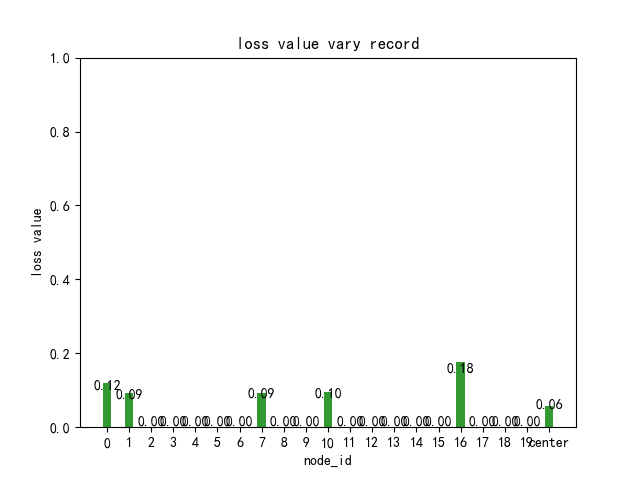 loss value vary record
1.0
0.8
0.6
0.4
0.2
0.0
loss value
0.12 0.09 0.00 0.00 0.00 0.00 0.00 0.09 0.00 0.00 0.10 0.00 0.00 0.00 0.00 0.00 0.18 0.00 0.00 0.00 0.06
0 1 2 3 4 5 6 7 8 9 10 11 12 13 14 15 16 17 18 19 center
node_id